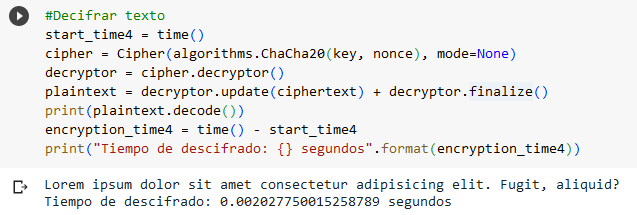 #Decifrar texto
start_time4 = time()
cipher = Cipher(algorithms.ChaCha20(key, nonce), mode=None)
decryptor = cipher.decryptor()
plaintext = decryptor.update(ciphertext) + decryptor.finalize()
print(plaintext.decode())
encryption_time4 = time() - start_time4
print("Tiempo de descifrado: {} segundos".format(encryption_time4))
Lorem ipsum dolor sit amet consectetur adipisicing elit. Fugit, aliquid?
Tiempo de descifrado: 0.002027750015258789 segundos